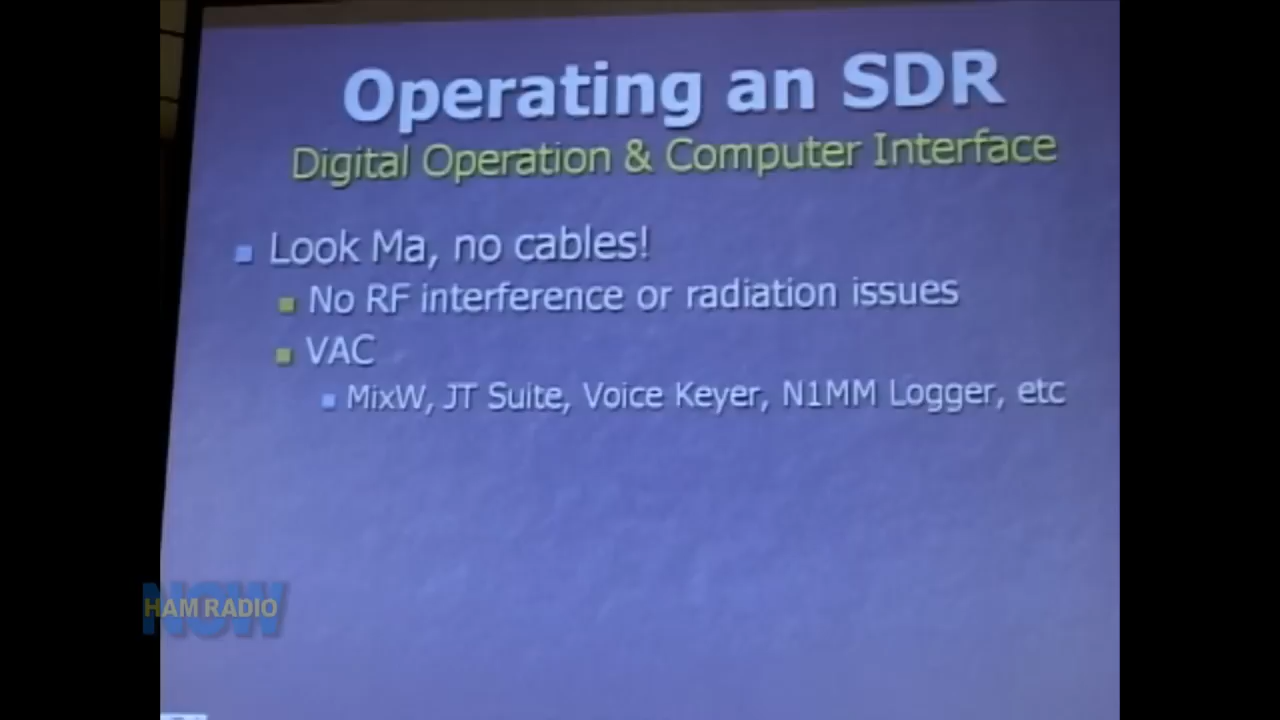 Operating an SDR
Digital Operation & Computer Interface
Look Ma, no cables!
No RF interference or radiation issues
VAC
MixW, JT Suite, Voice Keyer, N1MM Logger, etc
NOW
HAM RADIO